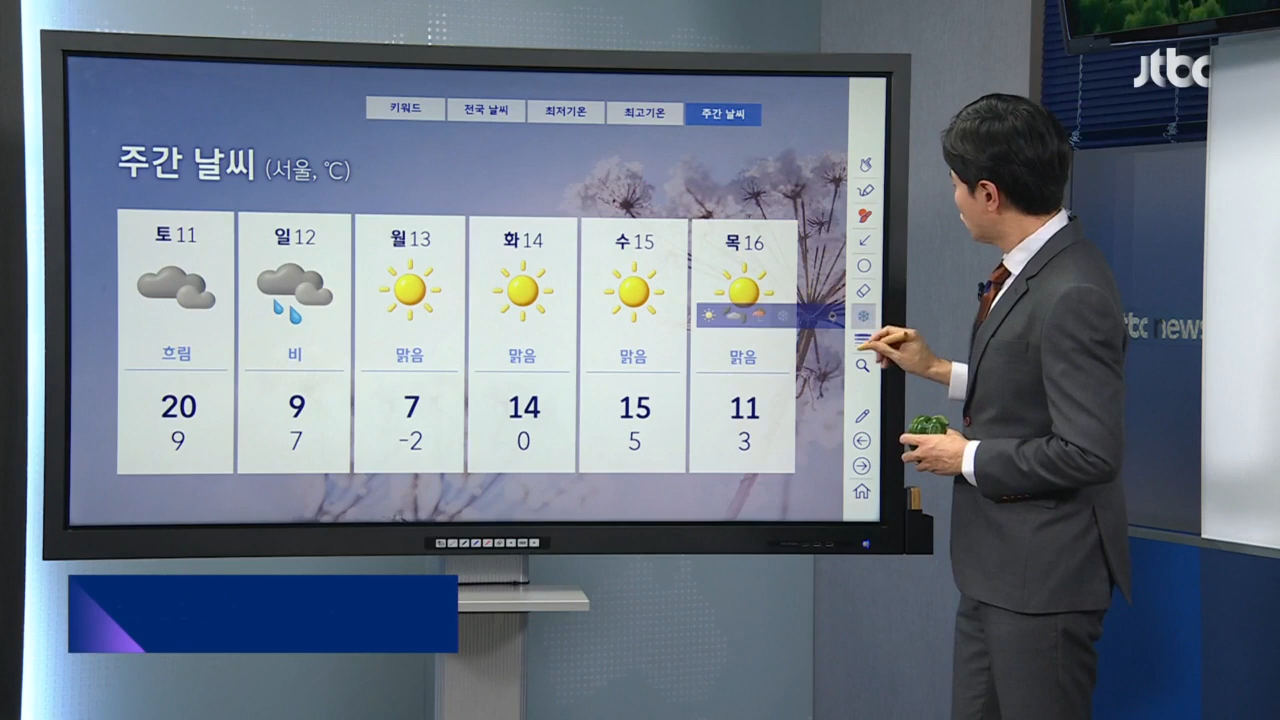 jtbc
키워드 전국 날씨 최저기온 최고기온 주간 날씨
주간 날씨 (서울, ℃)
토 11 일 12 월 13 화 14 수 15 목 16
흐림 비 맑음 맑음 맑음 맑음
20 9 7 14 15 11
9 7 -2 0 5 3
jtbc news